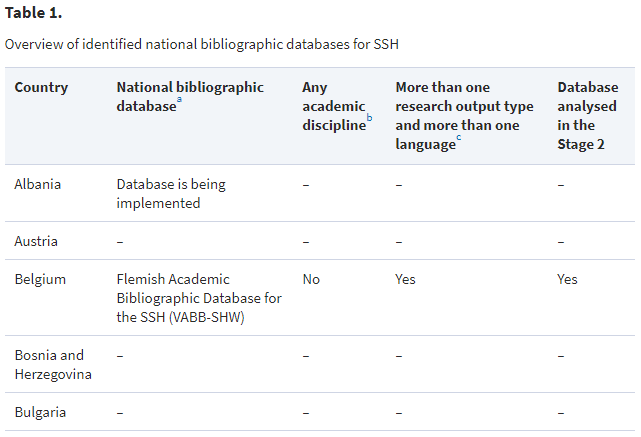 Table 1.
Overview of identified national bibliographic databases for SSH
Country National bibliographic database a Any academic discipline b More than one research output type and more than one language c Database analysed in the Stage 2
Albania Database is being implemented – – –
Austria – – – –
Belgium Flemish Academic Bibliographic Database for the SSH (VABB-SHW) No Yes Yes
Bosnia and Herzegovina – – – –
Bulgaria – – – –